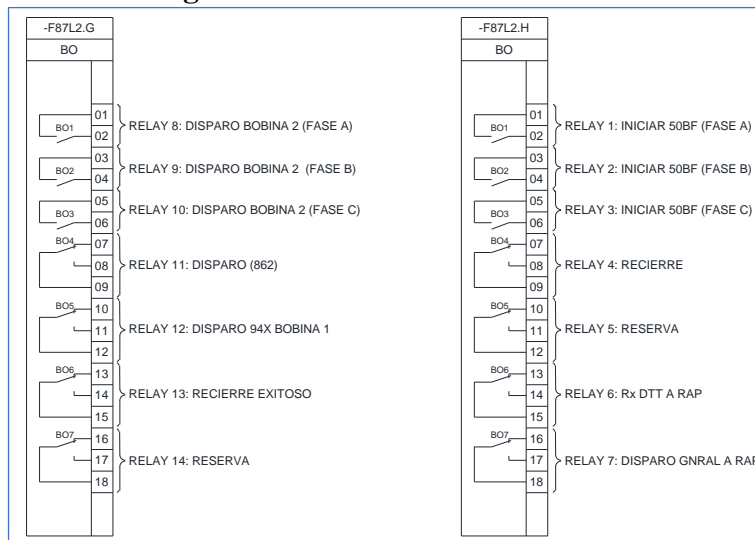 -F87L2.G
BO
01
BO1
02
RELAY 8: DISPARO BOBINA 2 (FASE A)
03
BO2
04
RELAY 9: DISPARO BOBINA 2 (FASE B)
05
BO3
06
RELAY 10: DISPARO BOBINA 2 (FASE C)
BO4
07
08
09
RELAY 11: DISPARO (862)
BO5
10
11
12
RELAY 12: DISPARO 94X BOBINA 1
BO6
13
14
15
RELAY 13: RECIERRE EXITOSO
BO7
16
17
18
RELAY 14: RESERVA
-F87L2.H
BO
01
BO1
02
RELAY 1: INICIAR 50BF (FASE A)
03
BO2
04
RELAY 2: INICIAR 50BF (FASE B)
05
BO3
06
RELAY 3: INICIAR 50BF (FASE C)
BO4
07
08
09
RELAY 4: RECIERRE
BO5
10
11
12
RELAY 5: RESERVA
BO6
13
14
15
RELAY 6: Rx DTT A RAP
BO7
16
17
18
RELAY 7: DISPARO GNRAL A RAP